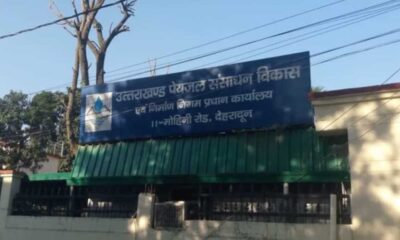 उत्तराखण्ड पेयजल संसाधन विकास
एवं निर्माण निगम प्रधान कार्यालय
11-मोहिनी रोड, देहरादून